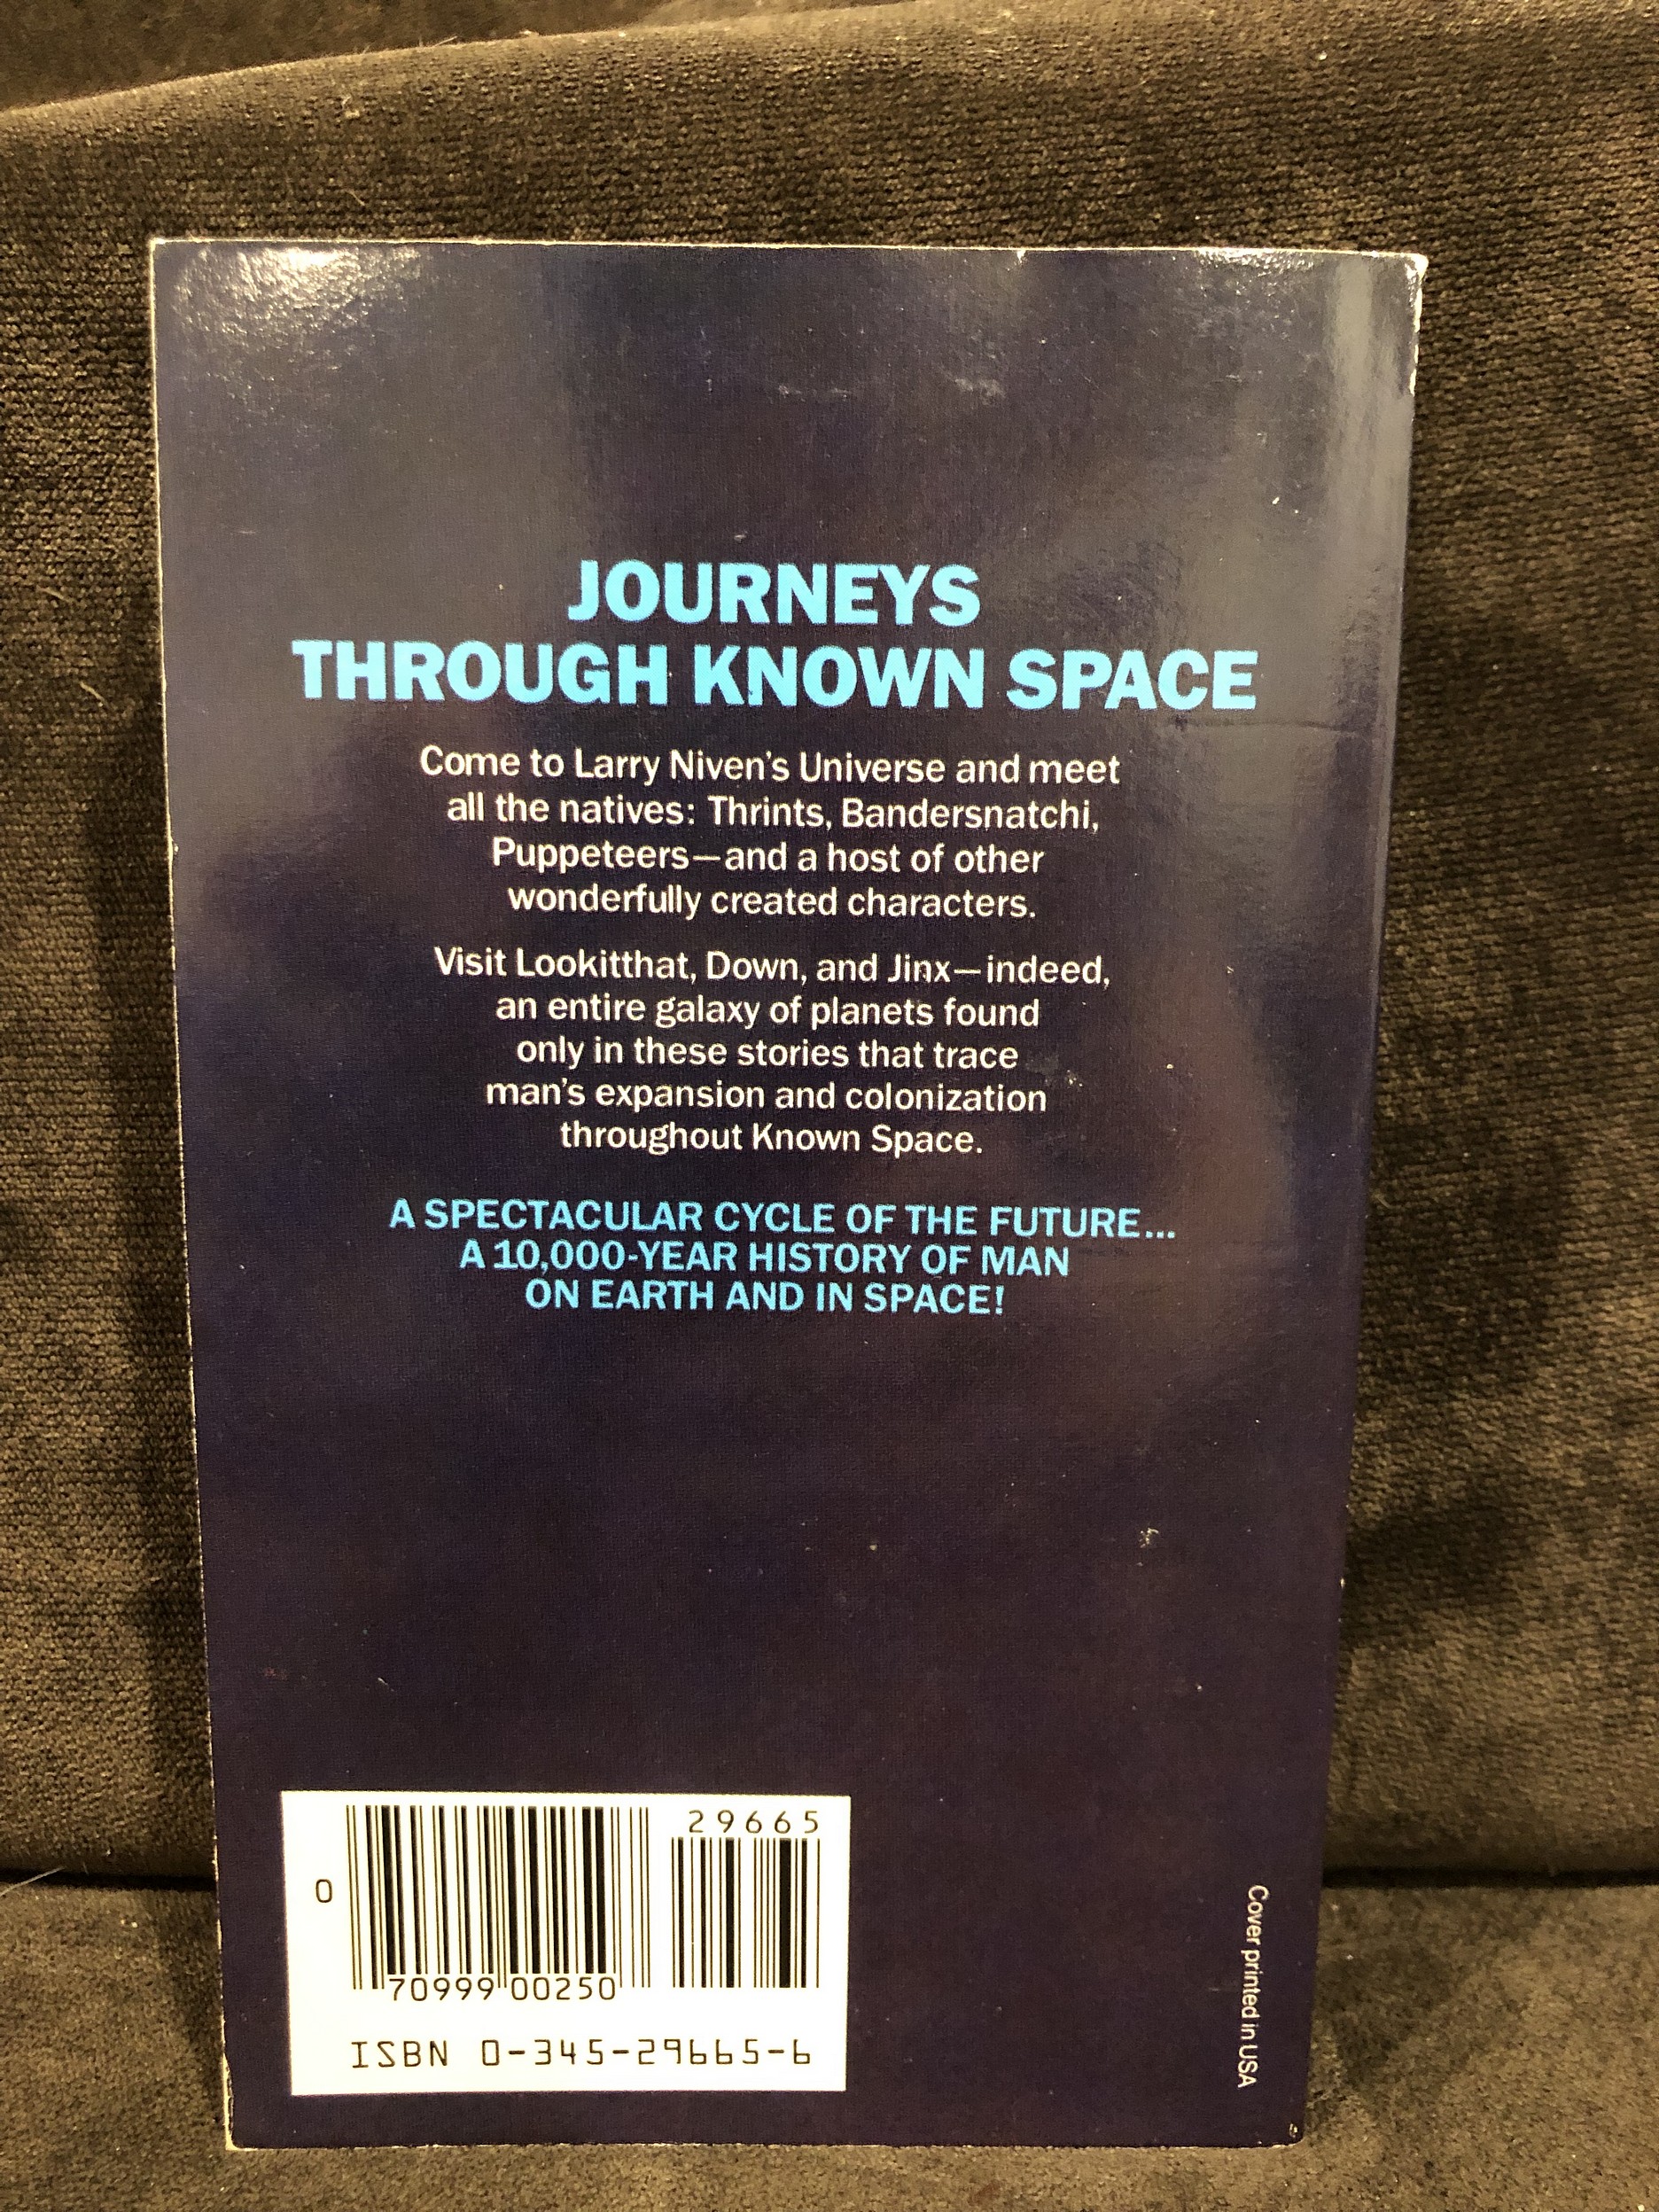 JOURNEYS
THROUGH KNOWN SPACE
Come to Larry Niven's Universe and meet
all the natives: Thrints, Bandersnatchi,
Puppeteers—and a host of other
wonderfully created characters.
Visit Lookitthat, Down, and Jinx—indeed,
an entire galaxy of planets found
only in these stories that trace
man's expansion and colonization
throughout Known Space.
A SPECTACULAR CYCLE OF THE FUTURE...
A 10,000-YEAR HISTORY OF MAN
ON EARTH AND IN SPACE!
29665
0
70999 00250
ISBN 0-345-29665-6
Cover printed in USA